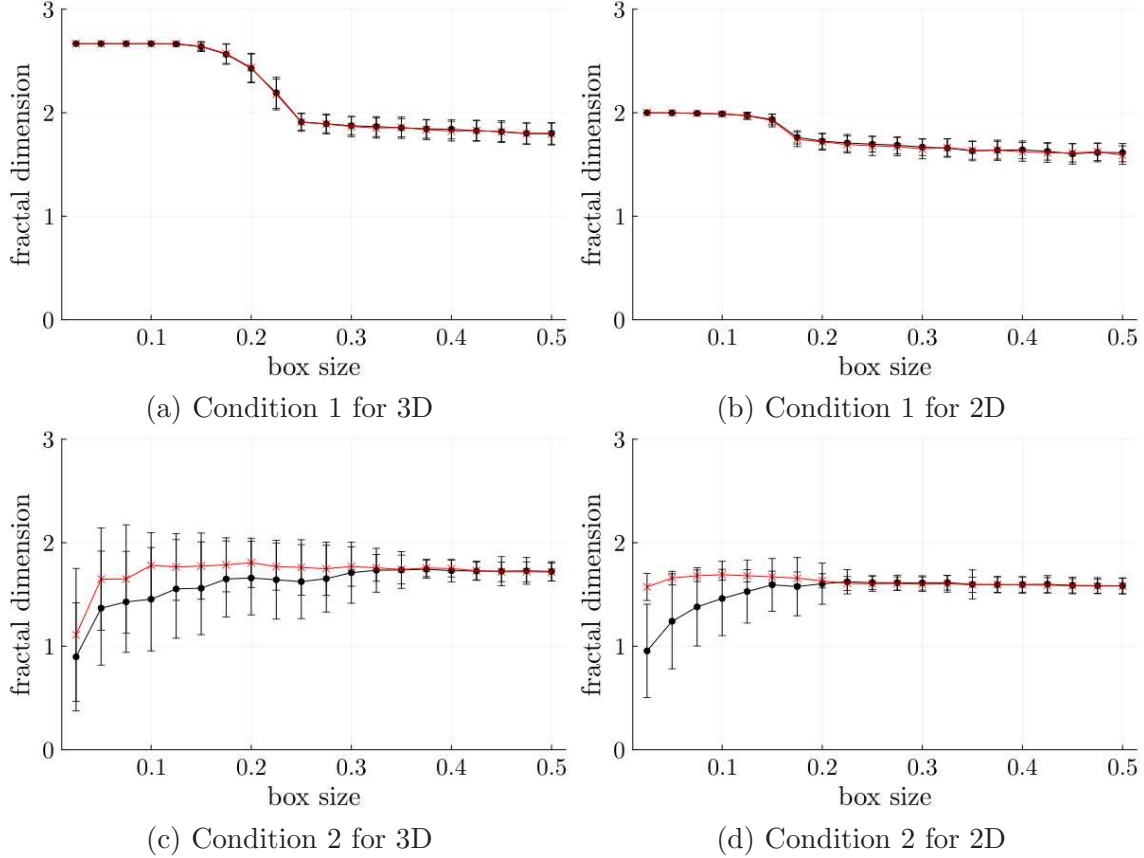 3
2
1
0
fractal dimension
0.1 0.2 0.3 0.4 0.5
box size
(a) Condition 1 for 3D
3
2
1
0
fractal dimension
0.1 0.2 0.3 0.4 0.5
box size
(b) Condition 1 for 2D
3
2
1
0
fractal dimension
0.1 0.2 0.3 0.4 0.5
box size
(c) Condition 2 for 3D
3
2
1
0
fractal dimension
0.1 0.2 0.3 0.4 0.5
box size
(d) Condition 2 for 2D